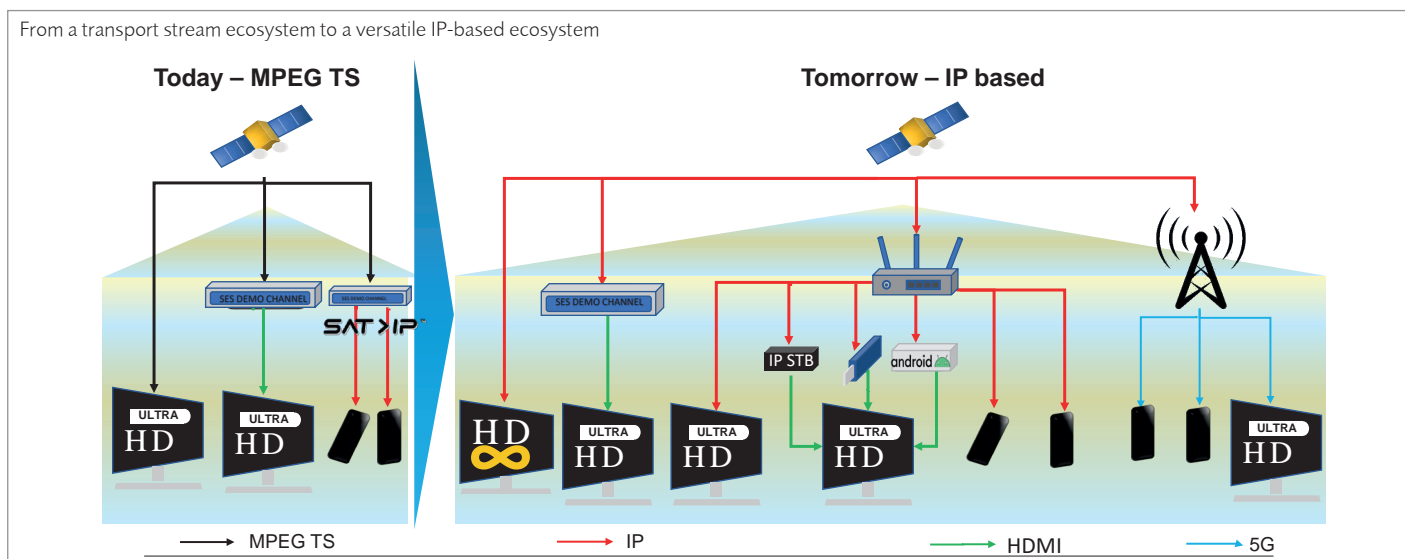 From a transport stream ecosystem to a versatile IP-based ecosystem
Today – MPEG TS
Tomorrow – IP based
SES DEMO CHANNEL
SES DEMO CHANNEL
SAT>IP™
ULTRA
HD
ULTRA
HD
SES DEMO CHANNEL
IP STB
android
HD
∞
ULTRA
HD
ULTRA
HD
ULTRA
HD
ULTRA
HD
MPEG TS
IP
HDMI
5G